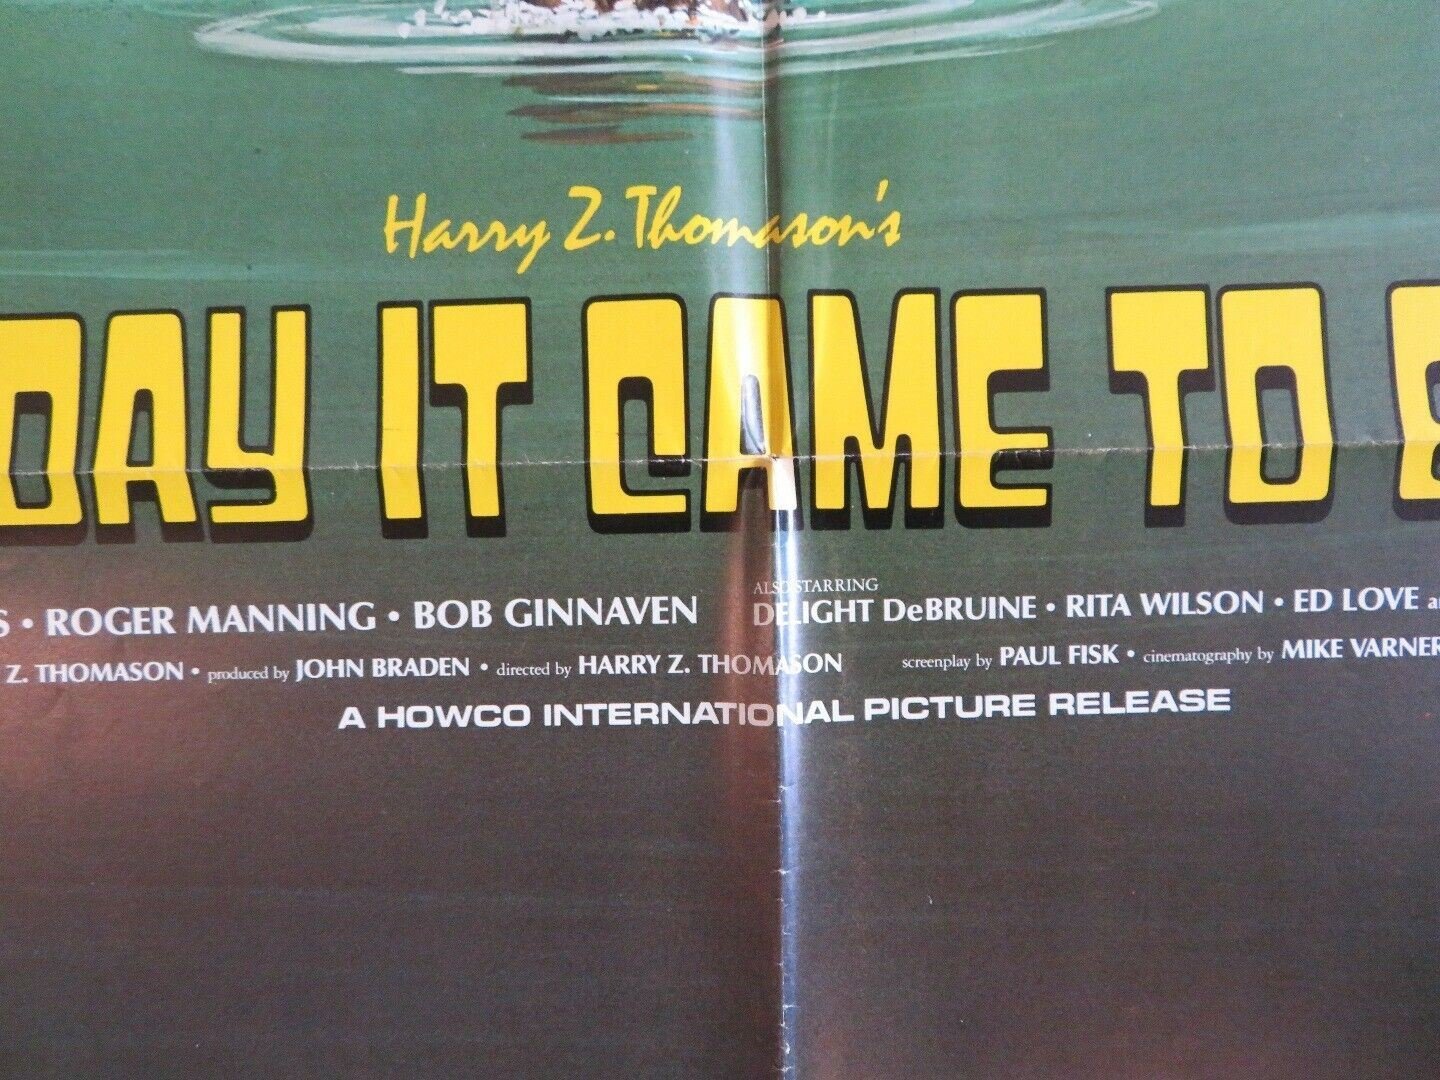 Harry Z. Thomason's
DAY IT CAME TO
ROGER MANNING • BOB GINNAVEN
ALSO STARRING
DELIGHT DeBRUINE • RITA WILSON • ED LOVE
Z. THOMASON • produced by JOHN BRADEN • directed by HARRY Z. THOMASON
screenplay by PAUL FISK • cinematography by MIKE VARNER
A HOWCO INTERNATIONAL PICTURE RELEASE